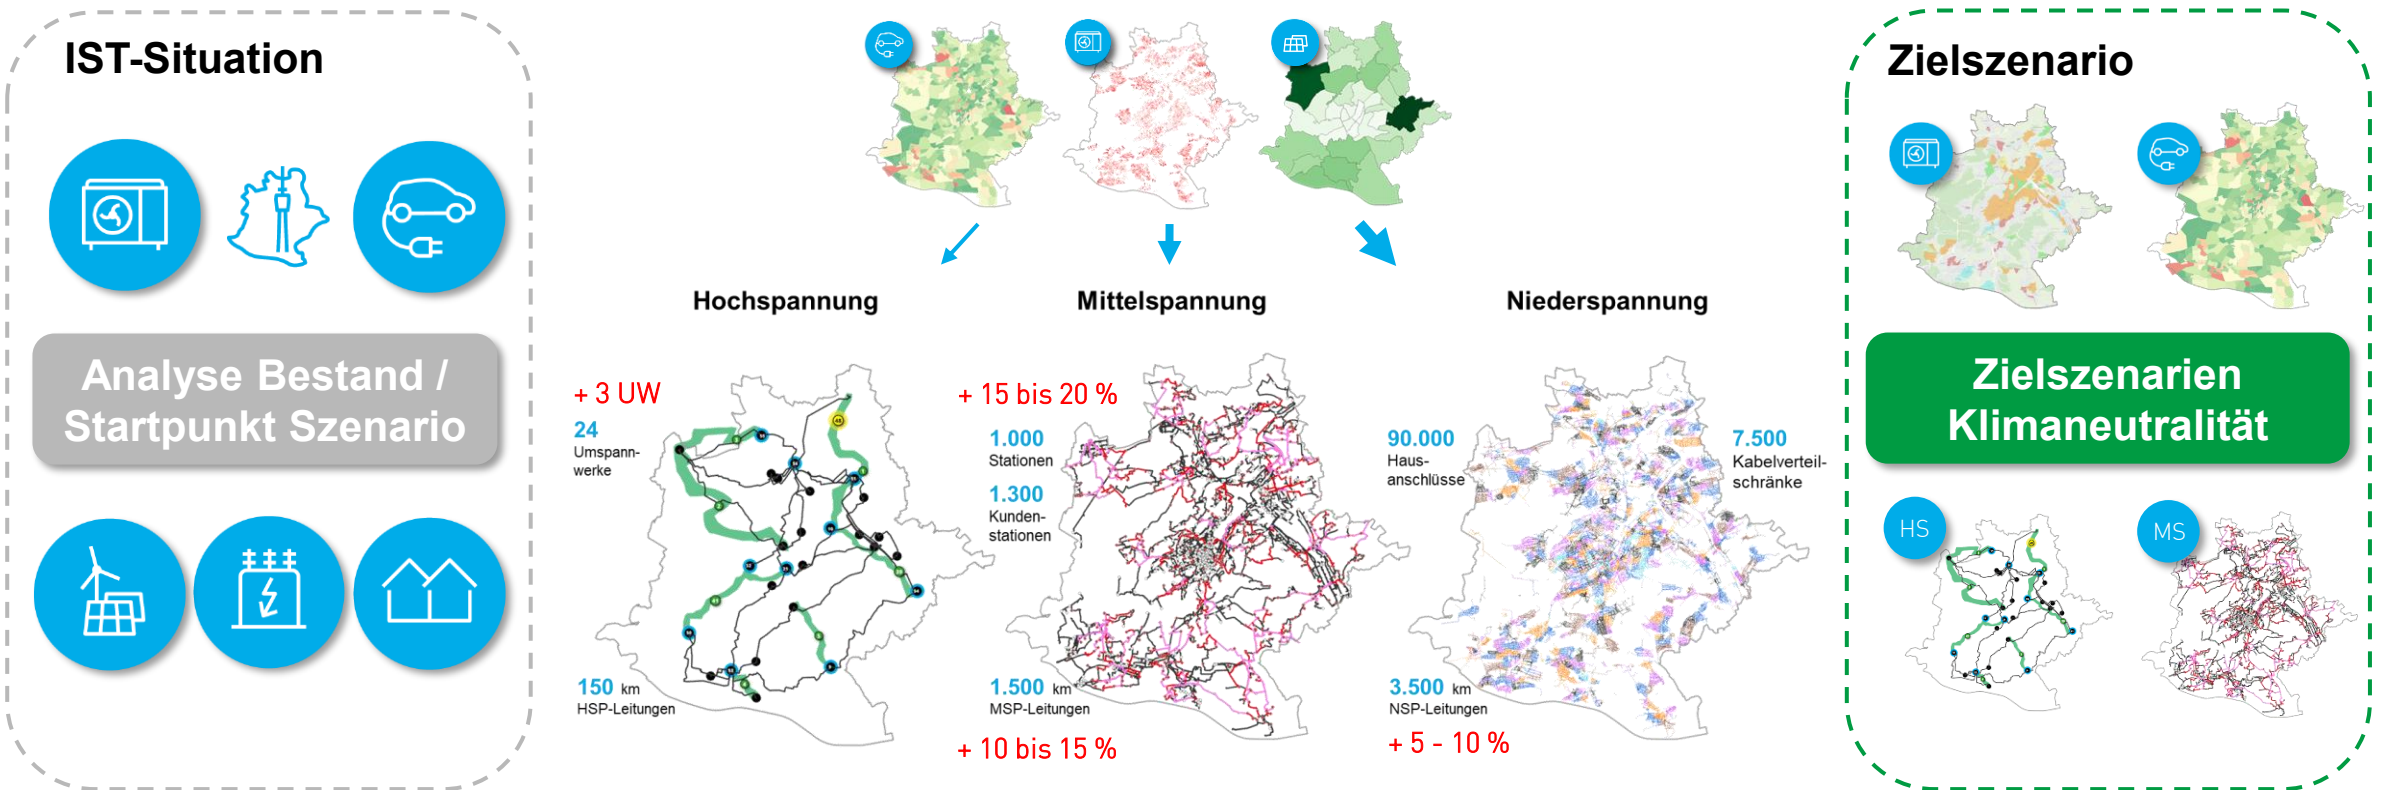 IST-Situation
Analyse Bestand /
Startpunkt Szenario
Hochspannung
+ 3 UW
24
Umspann-
werke
150 km
HSP-Leitungen
Mittelspannung
+ 15 bis 20 %
1.000
Stationen
1.300
Kunden-
stationen
1.500 km
MSP-Leitungen
+ 10 bis 15 %
Niederspannung
90.000
Haus-
anschlüsse
7.500
Kabelverteil-
schränke
3.500 km
NSP-Leitungen
+ 5 - 10 %
Zielszenario
Zielszenarien
Klimaneutralität
HS
MS